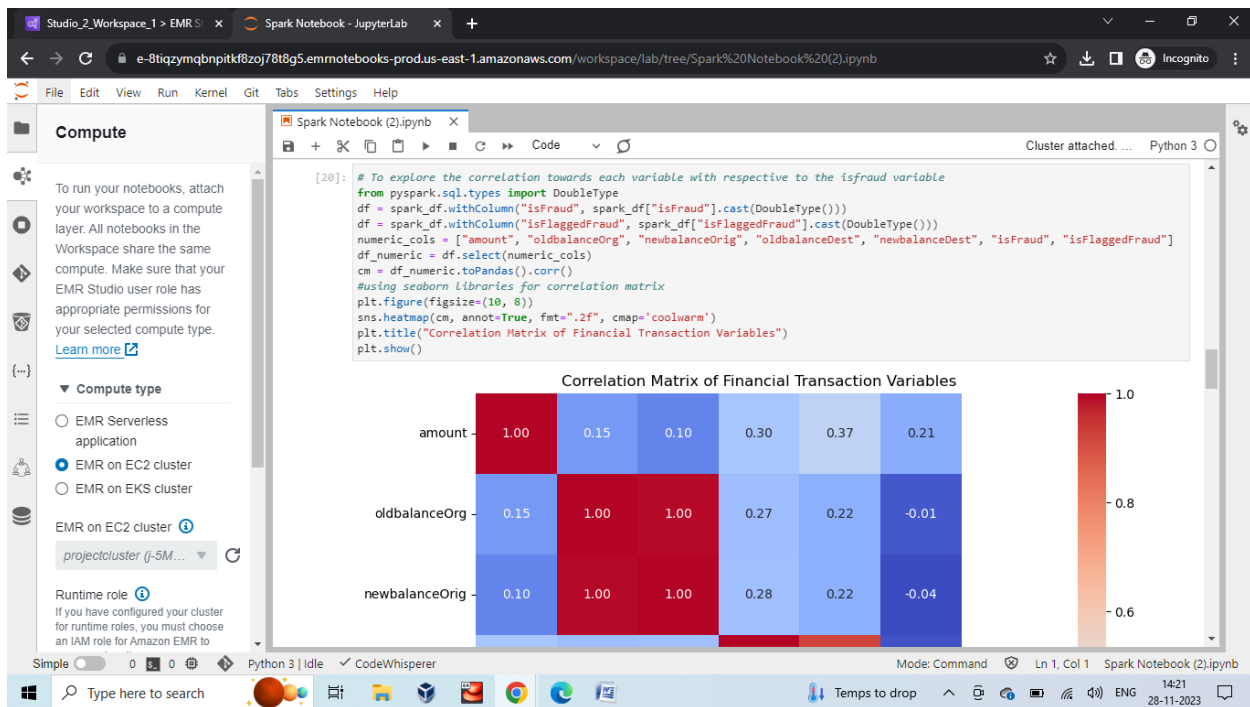 Studio_2_Workspace_1 > EMR S
Spark Notebook - JupyterLab
e-8tiqzymqbnpitkf8zoj78t8g5.emrnotebooks-prod.us-east-1.amazonaws.com/workspace/lab/tree/Spark%20Notebook%20(2).ipynb
Incognito
File Edit View Run Kernel Git Tabs Settings Help
Compute
To run your notebooks, attach
your workspace to a compute
layer. All notebooks in the
Workspace share the same
compute. Make sure that your
EMR Studio user role has
appropriate permissions for
your selected compute type.
Learn more
Compute type
EMR Serverless
application
EMR on EC2 cluster
EMR on EKS cluster
EMR on EC2 cluster
projectcluster (j-5M...
Runtime role
If you have configured your cluster
for runtime roles, you must choose
an IAM role for Amazon EMR to
Spark Notebook (2).ipynb
Code
Cluster attached. ... Python 3
[20]: # To explore the correlation towards each variable with respective to the isfraud variable
from pyspark.sql.types import DoubleType
df = spark_df.withColumn("isFraud", spark_df["isFraud"].cast(DoubleType()))
df = spark_df.withColumn("isFlaggedFraud", spark_df["isFlaggedFraud"].cast(DoubleType()))
numeric_cols = ["amount", "oldbalanceOrg", "newbalanceOrig", "oldbalanceDest", "newbalanceDest", "isFraud", "isFlaggedFraud"]
df_numeric = df.select(numeric_cols)
cm = df_numeric.toPandas().corr()
#using seaborn libraries for correlation matrix
plt.figure(figsize=(10, 8))
sns.heatmap(cm, annot=True, fmt=".2f", cmap='coolwarm')
plt.title("Correlation Matrix of Financial Transaction Variables")
plt.show()
Correlation Matrix of Financial Transaction Variables
amount 1.00 0.15 0.10 0.30 0.37 0.21
oldbalanceOrg 0.15 1.00 1.00 0.27 0.22 -0.01
newbalanceOrig 0.10 1.00 1.00 0.28 0.22 -0.04
1.0
0.8
0.6
Simple 0 0 Python 3 | Idle CodeWhisperer Mode: Command Ln 1, Col 1 Spark Notebook (2).ipynb
Type here to search
Temps to drop
ENG
14:21
28-11-2023